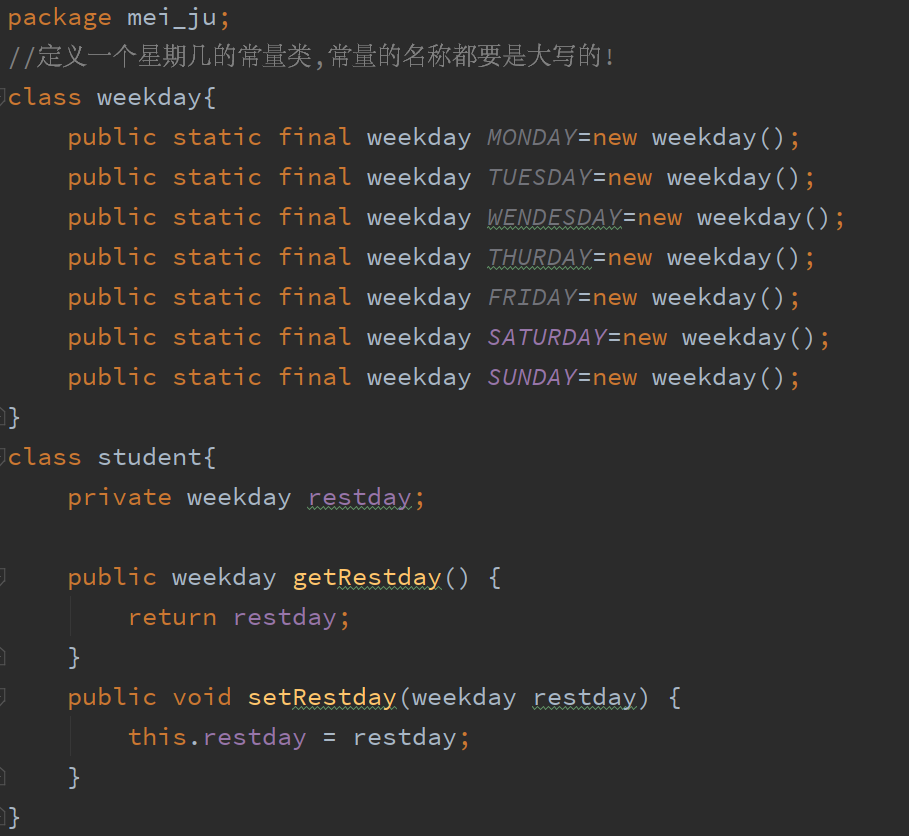 package mei_ju;
//定义一个星期几的常量类,常量的名称都要是大写的!
class weekday{
    public static final weekday MONDAY=new weekday();
    public static final weekday TUESDAY=new weekday();
    public static final weekday WENDESDAY=new weekday();
    public static final weekday THURDAY=new weekday();
    public static final weekday FRIDAY=new weekday();
    public static final weekday SATURDAY=new weekday();
    public static final weekday SUNDAY=new weekday();
}
class student{
    private weekday restday;
    public weekday getRestday() {
        return restday;
    }
    public void setRestday(weekday restday) {
        this.restday = restday;
    }
}